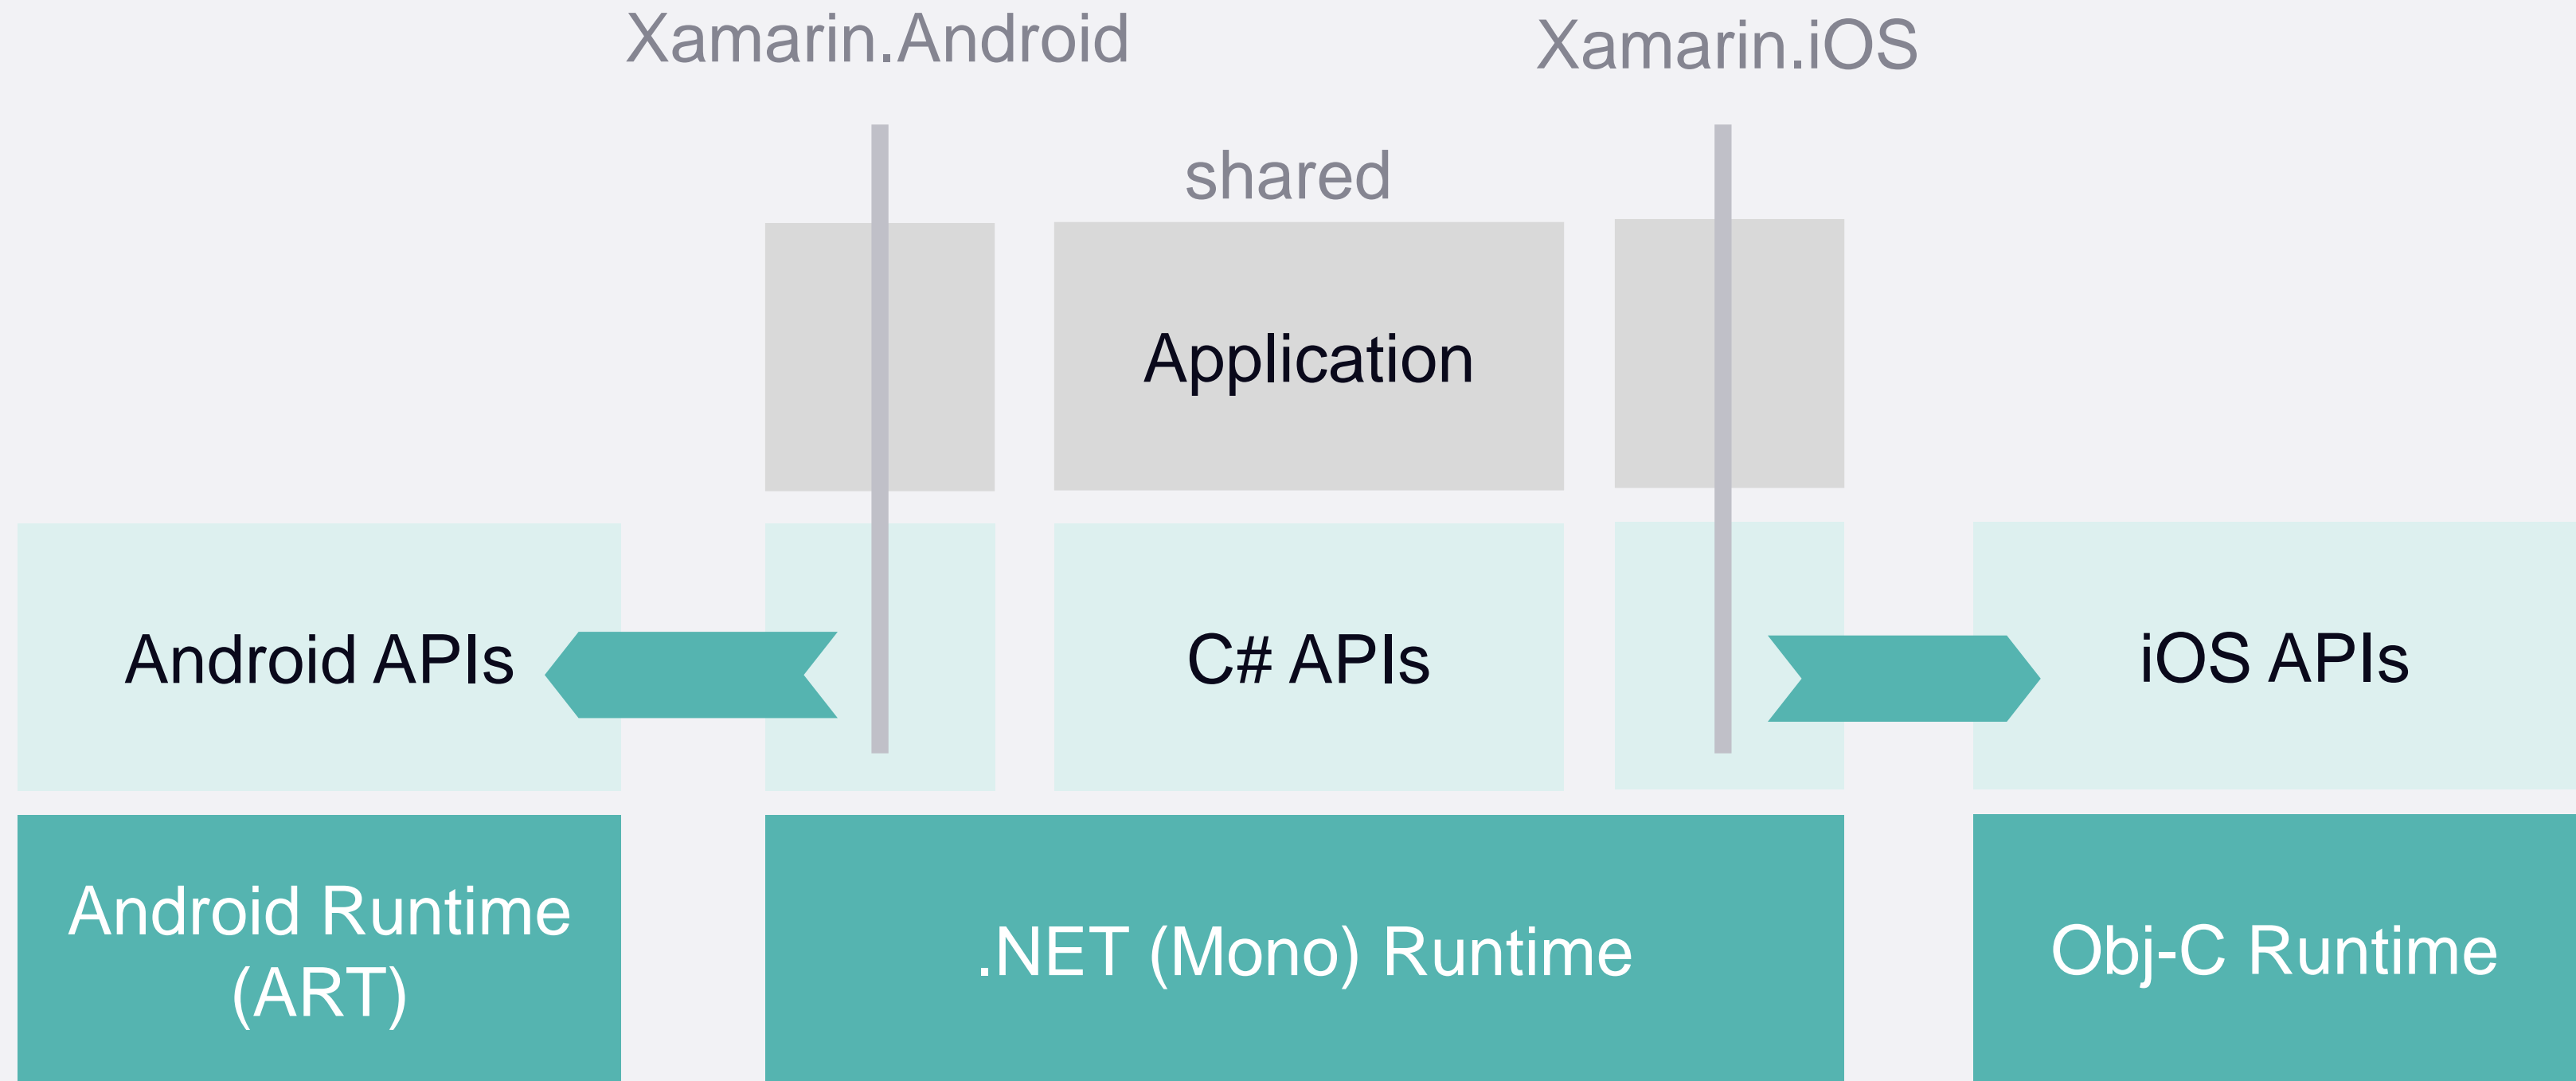 Xamarin.Android
Xamarin.iOS
shared
Application
Android APIs
C# APIs
iOS APIs
Android Runtime
(ART)
.NET (Mono) Runtime
Obj-C Runtime